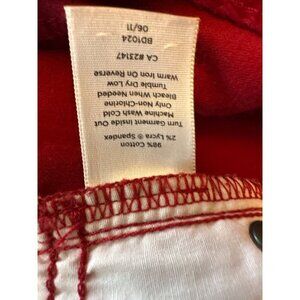 98% Cotton
2% Lycra ® Spandex
Turn Garment Inside Out
Machine Wash Cold
Only Non-Chlorine
Bleach When Needed
Tumble Dry Low
Warm Iron On Reverse
CA #23147
BD1024
06/11